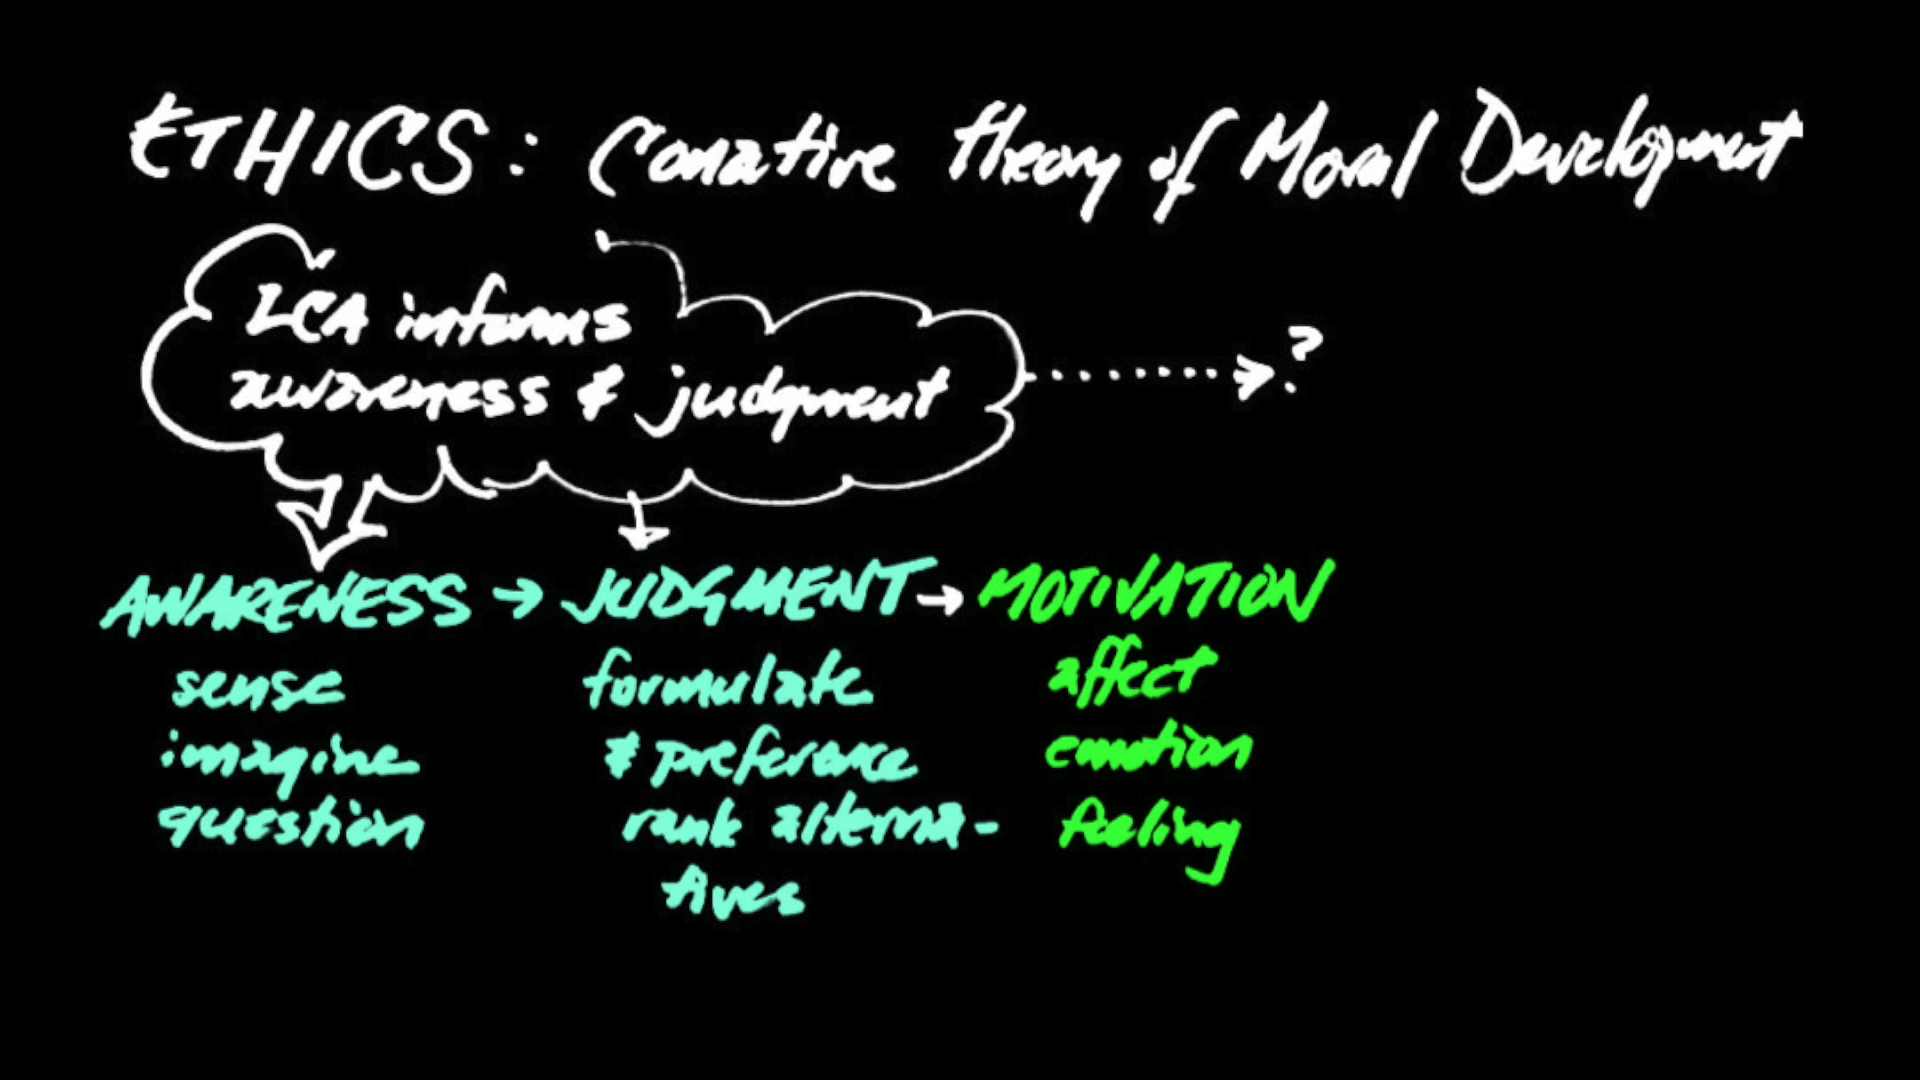 ETHICS: Conative theory of Moral Development
LCA informs
awareness & judgment
?
AWARENESS → JUDGMENT → MOTIVATION
sense
imagine
question
formulate
& preference
rank alterna-
tives
affect
emotion
feeling